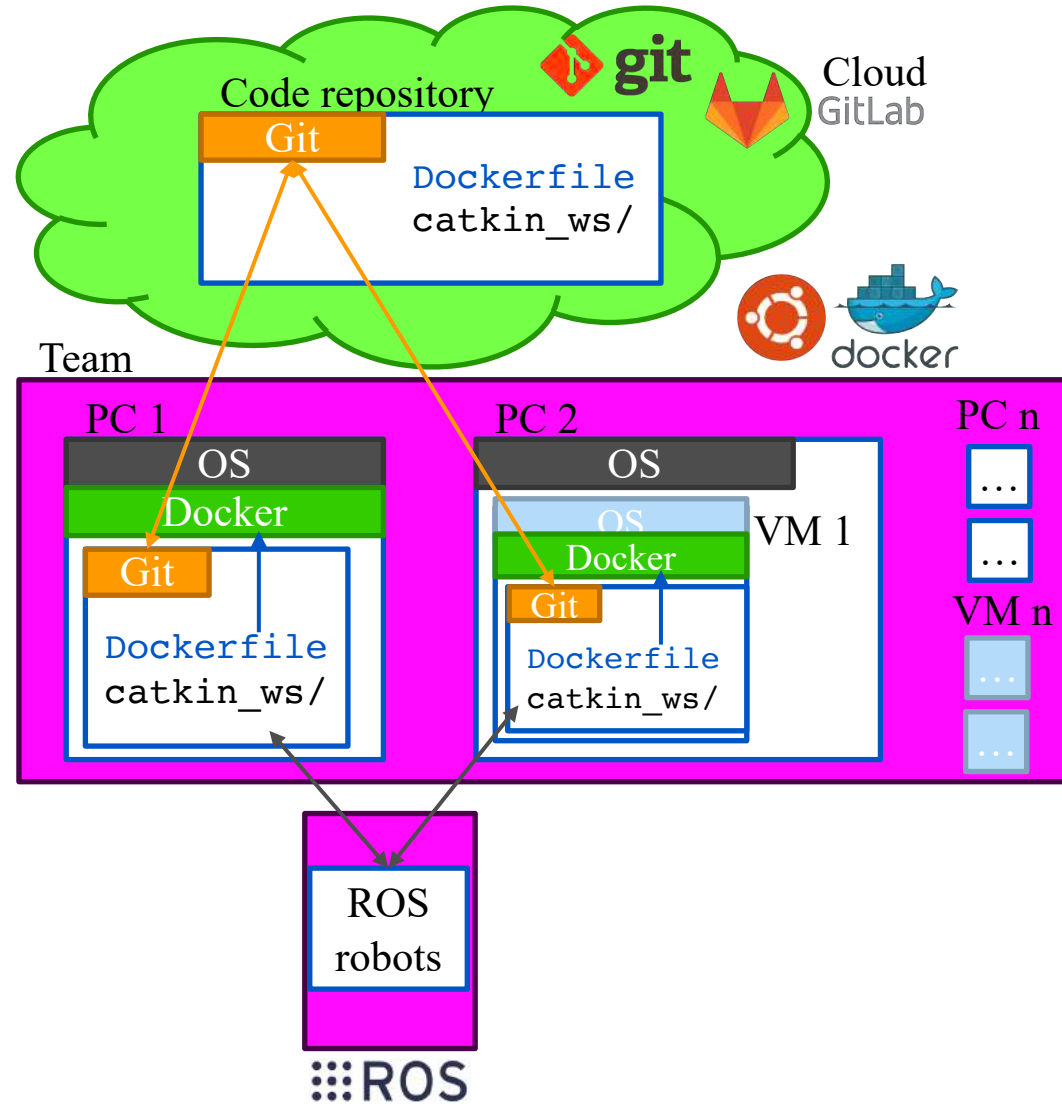 git
Cloud
GitLab
Code repository
Git
Dockerfile
catkin_ws/
docker
Team
PC 1
OS
Docker
Git
Dockerfile
catkin_ws/
PC 2
OS
OS
VM 1
Docker
Git
Dockerfile
catkin_ws/
PC n
...
...
VM n
...
...
ROS
robots
ROS